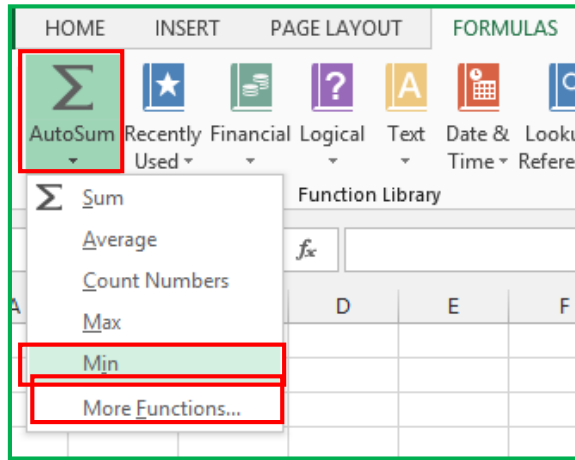 HOME INSERT PAGE LAYOUT FORMULAS
AutoSum Recently Financial Logical Text Date &
Used Time
Function Library
Sum
Average
fx
Count Numbers
A D E F
Max
Min
More Functions...